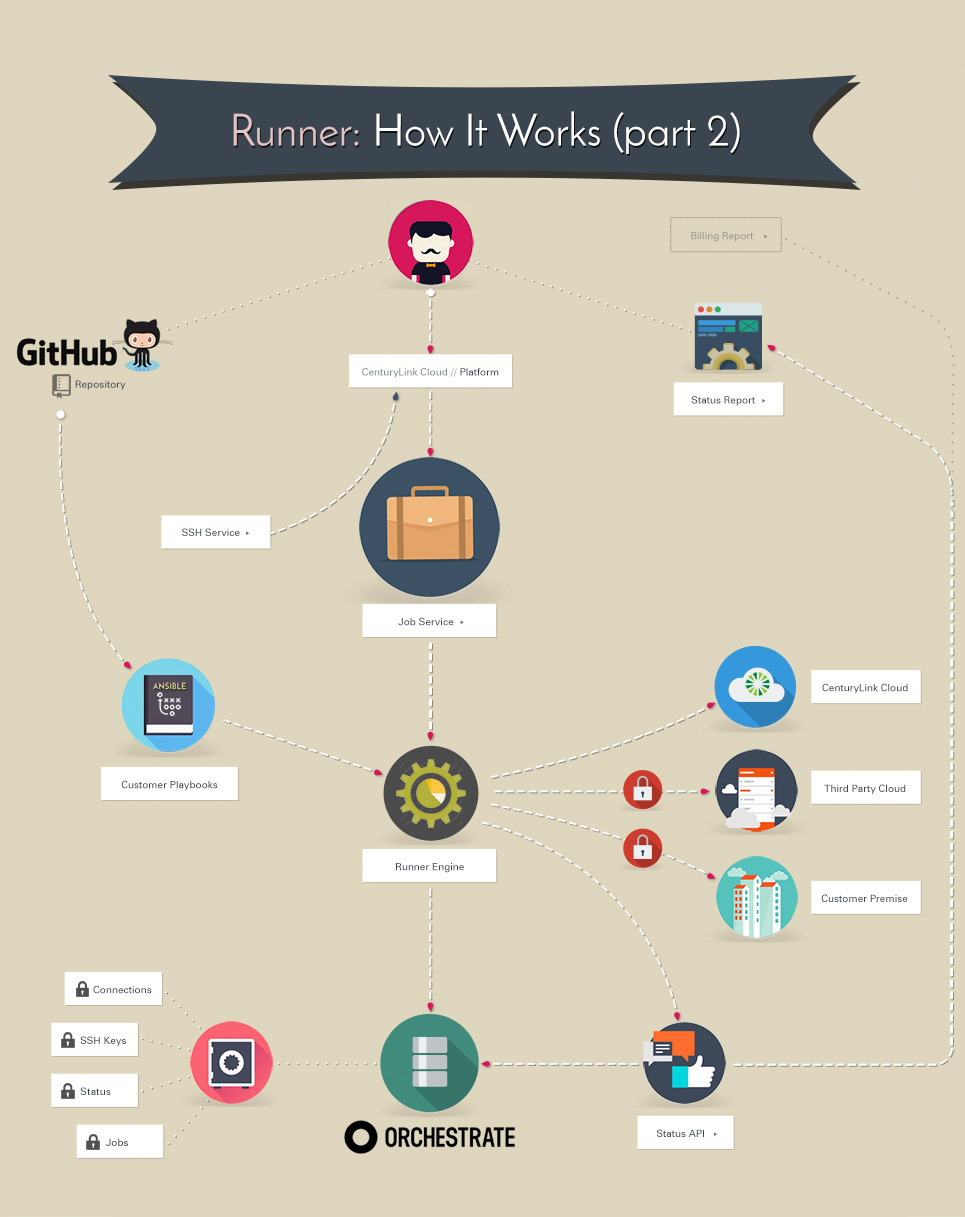 Runner: How It Works (part 2)
Billing Report
GitHub
Repository
CenturyLink Cloud // Platform
Status Report
SSH Service
Job Service
ANSIBLE
Customer Playbooks
CenturyLink Cloud
Third Party Cloud
Runner Engine
Customer Premise
Connections
SSH Keys
Status
Jobs
ORCHESTRATE
Status API